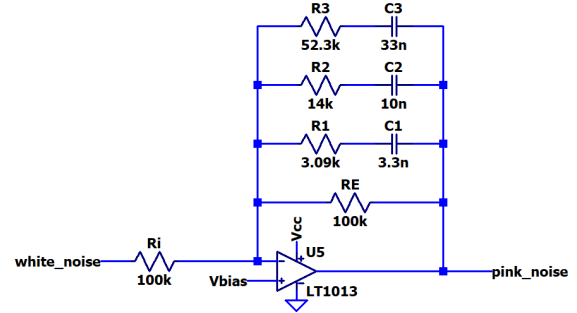 R3 C3
52.3k 33n
R2 C2
14k 10n
R1 C1
3.09k 3.3n
RE
100k
Vcc
Ri U5
white_noise
100k
Vbias
LT1013
pink_noise